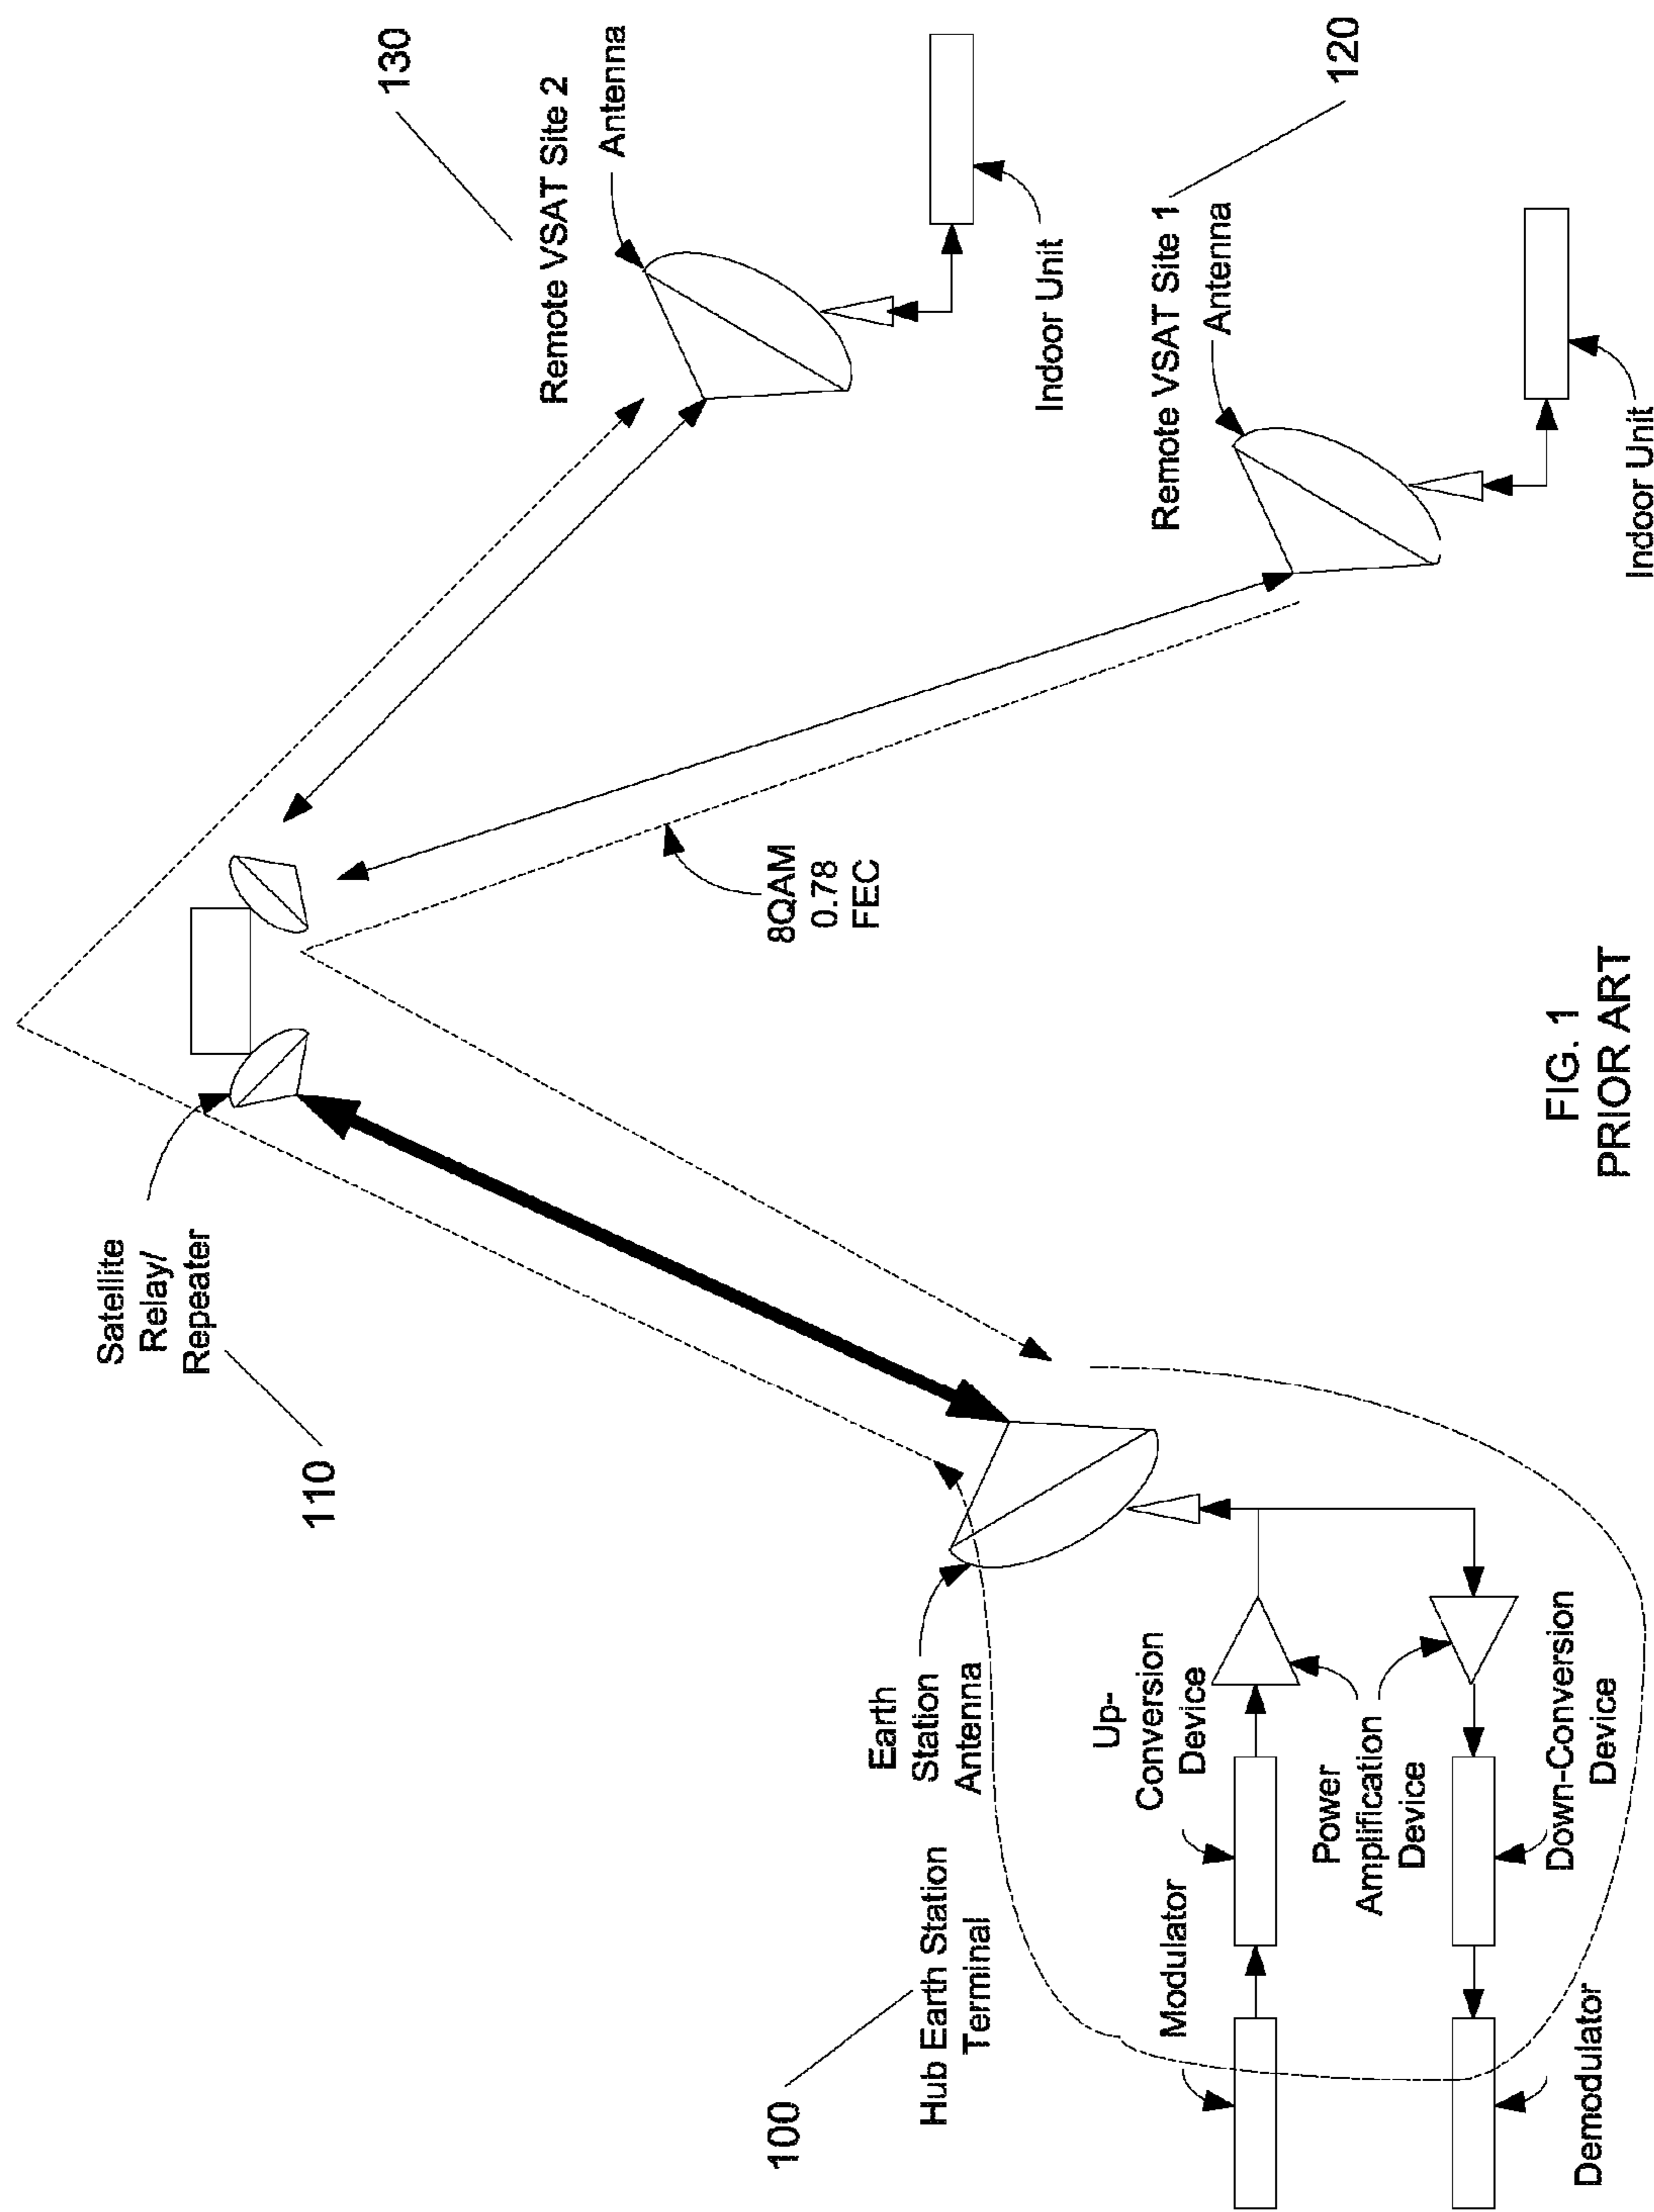 130
Remote VSAT Site 2
Antenna
Indoor Unit
120
Remote VSAT Site 1
Antenna
Indoor Unit
8QAM
0.78
FEC
Satellite
Relay/
Repeater
110
Earth
Station
Antenna
100
Hub Earth Station
Terminal
Up-
Conversion
Device
Modulator
Power
Amplification
Device
Down-Conversion
Device
Demodulator
FIG. 1
PRIOR ART